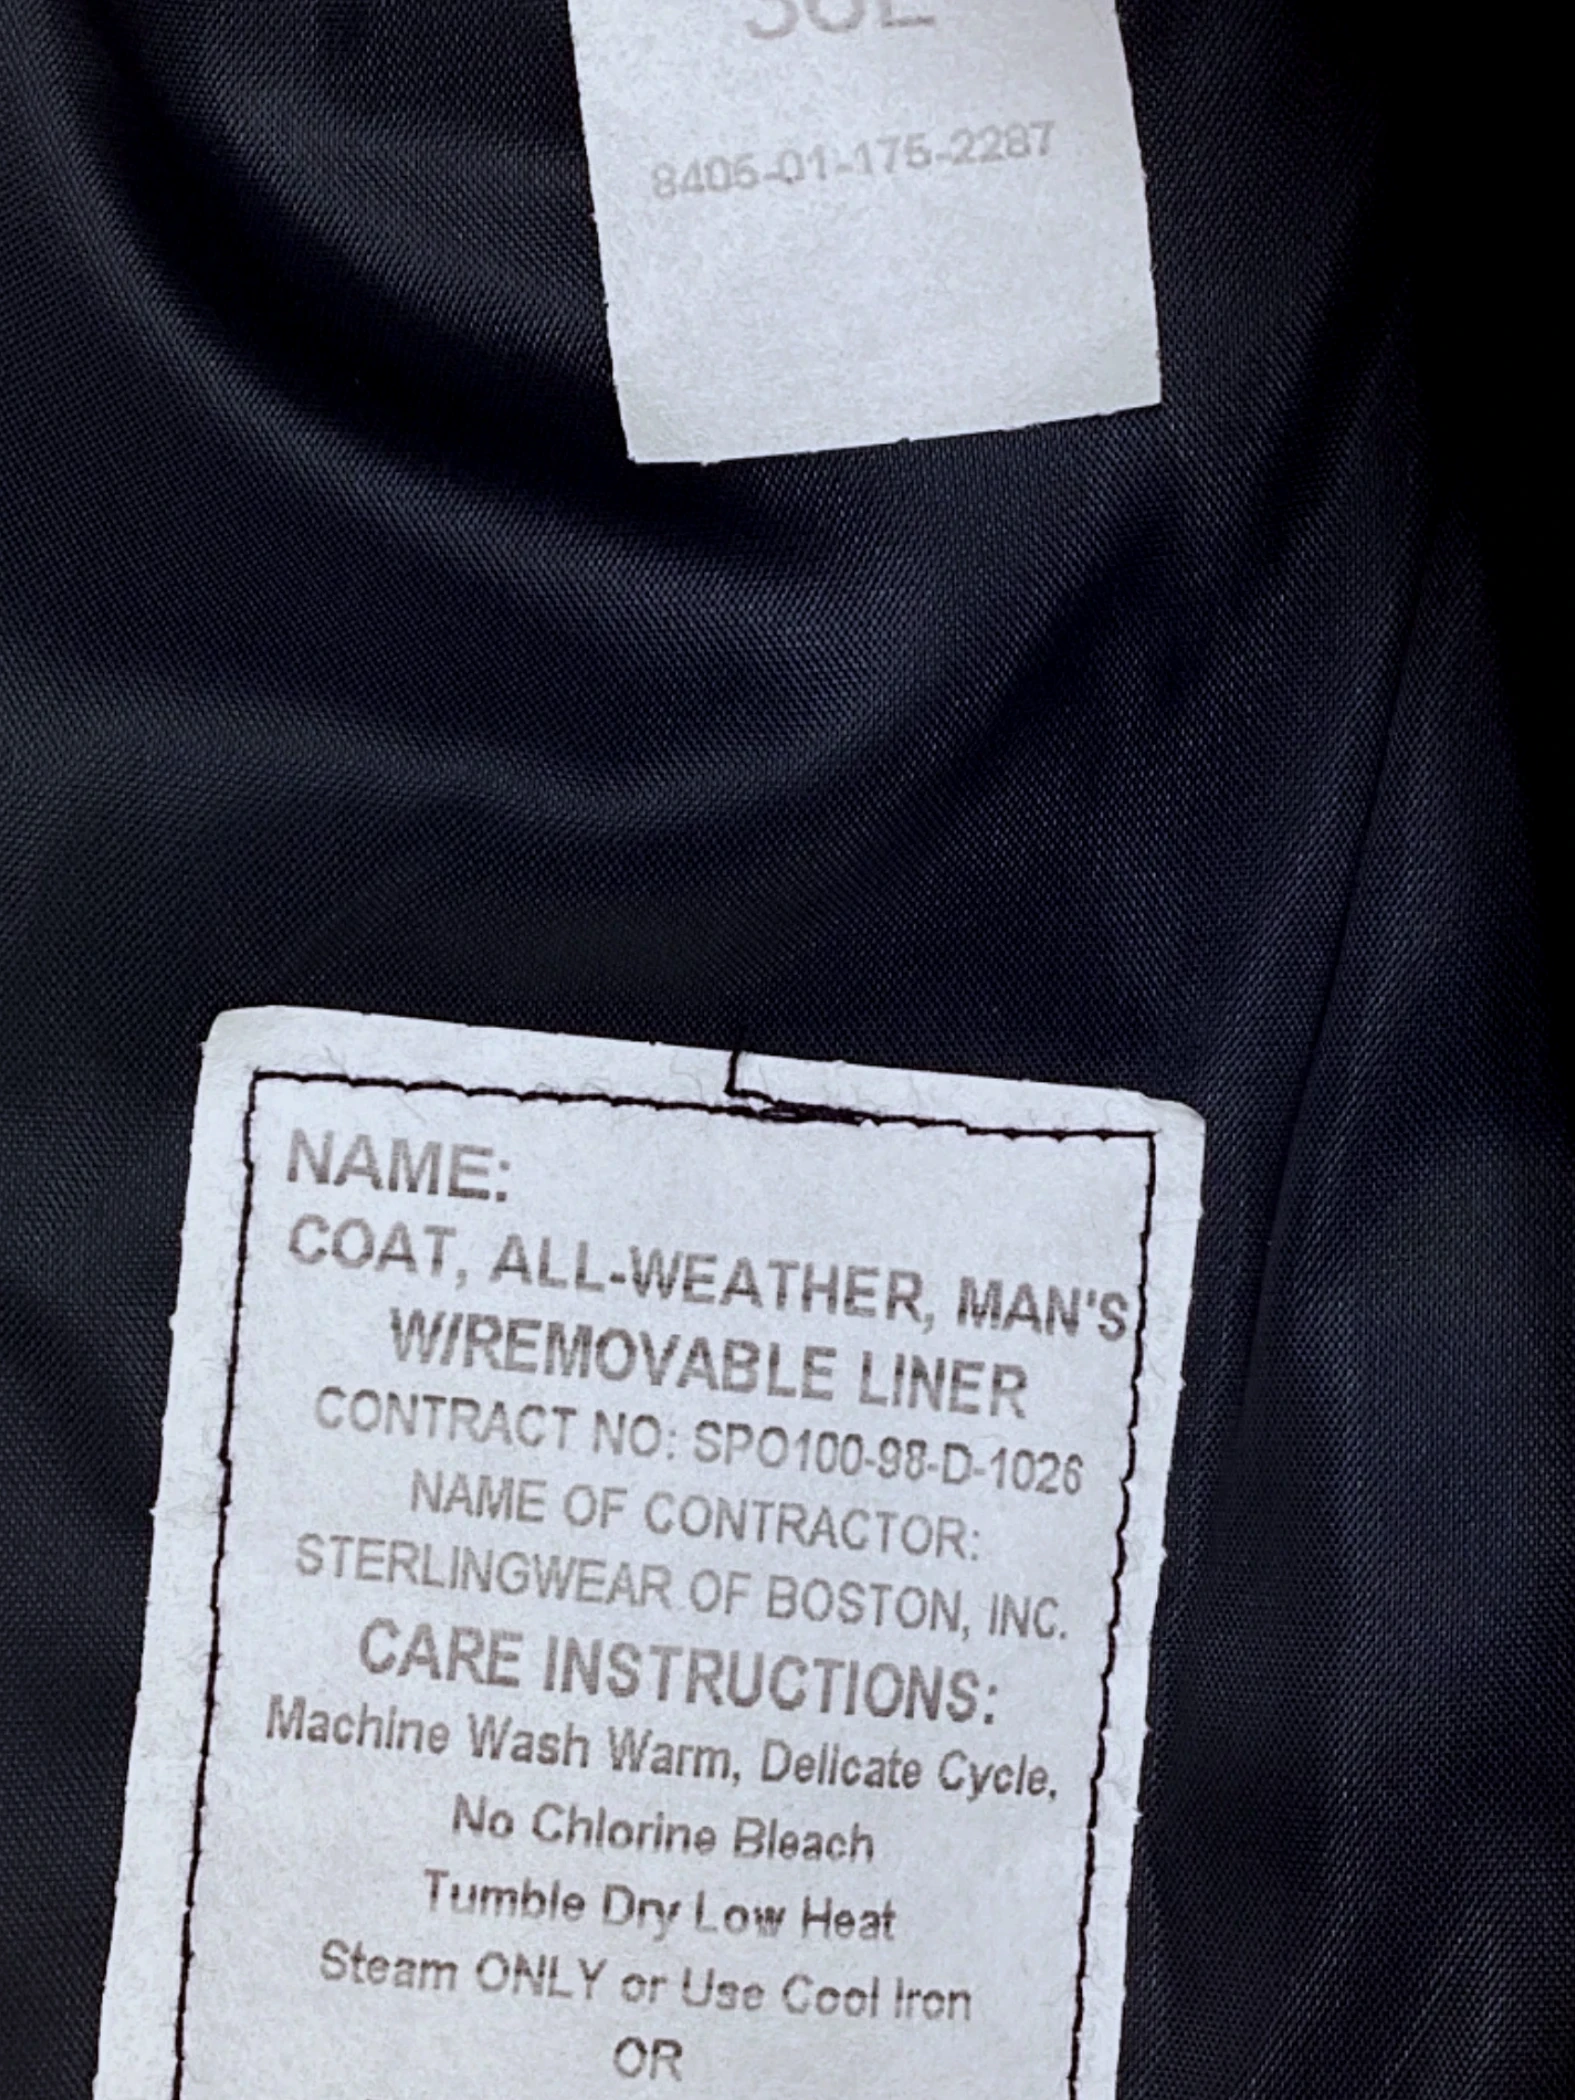 8405-01-175-2287
NAME:
COAT, ALL-WEATHER, MAN'S
W/REMOVABLE LINER
CONTRACT NO: SPO100-98-D-1026
NAME OF CONTRACTOR:
STERLINGWEAR OF BOSTON, INC.
CARE INSTRUCTIONS:
Machine Wash Warm, Delicate Cycle,
No Chlorine Bleach
Tumble Dry Low Heat
Steam ONLY or Use Cool Iron
OR